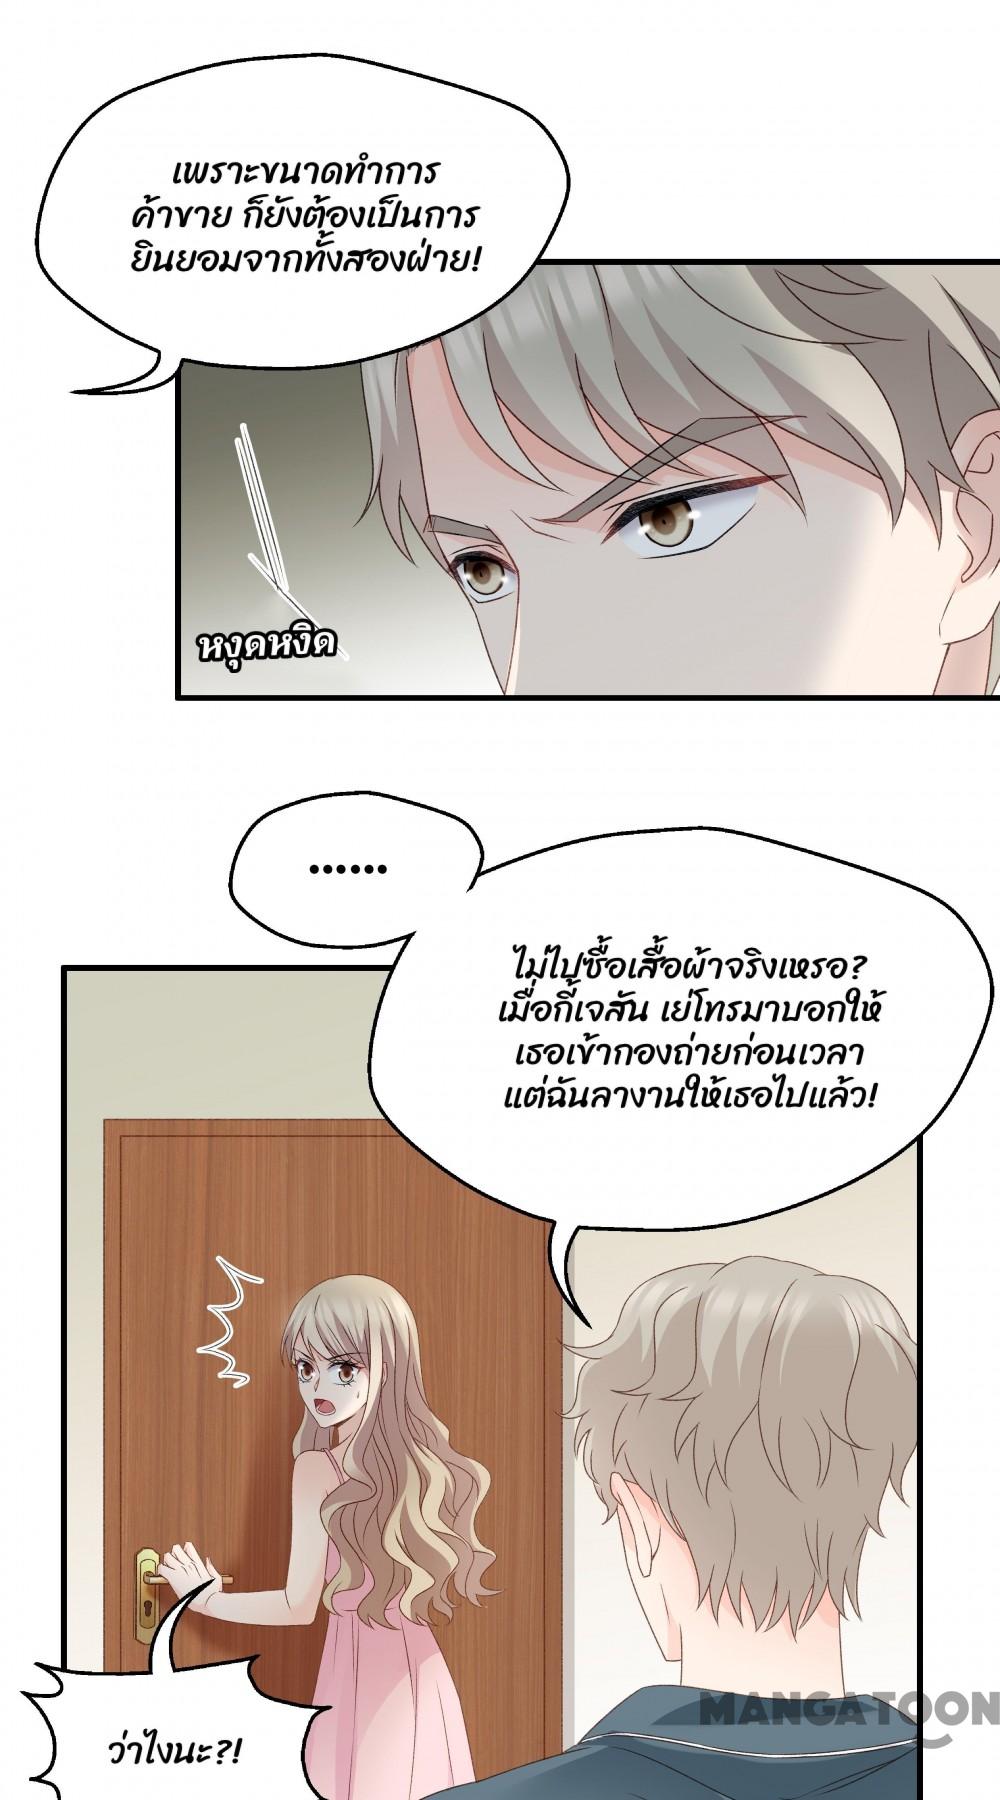 เพราะขนาดทำการ
ค้าขาย ก็ยังต้องเป็นการ
ยินยอมจากทั้งสองฝ่าย!
หงุดหงิด
......
ไม่ไปซื้อเสื้อผ้าจริงเหรอ?
เมื่อกี้เจสัน เย่โทรมาบอกให้
เธอเข้ากองถ่ายก่อนเวลา
แต่ฉันลางานให้เธอไปแล้ว!
MANGATOON
ว่าไงนะ?!